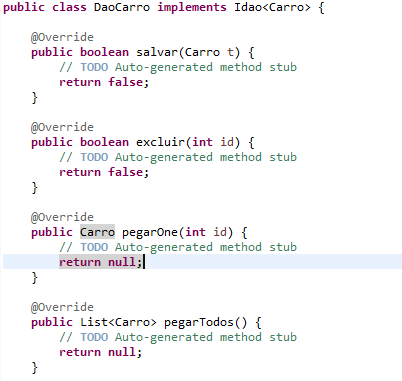 public class DaoCarro implements Idao<Carro> {
@Override
public boolean salvar(Carro t) {
// TODO Auto-generated method stub
return false;
}
@Override
public boolean excluir(int id) {
// TODO Auto-generated method stub
return false;
}
@Override
public Carro pegarOne(int id) {
// TODO Auto-generated method stub
return null;
}
@Override
public List<Carro> pegarTodos() {
// TODO Auto-generated method stub
return null;
}